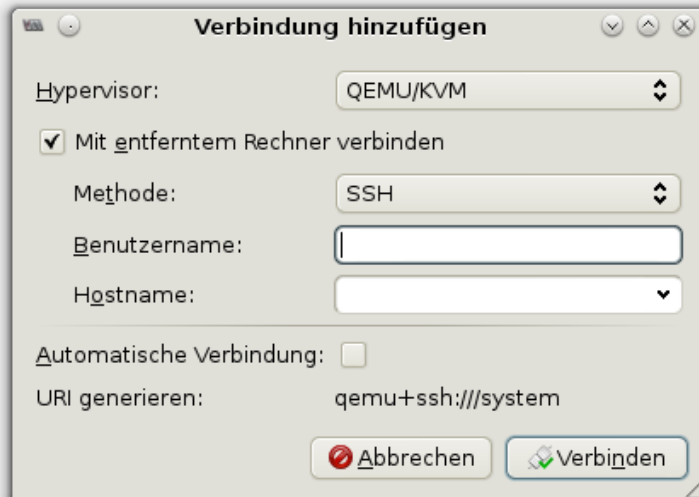 Verbindung hinzufügen
Hypervisor: QEMU/KVM
Mit entferntem Rechner verbinden
Methode: SSH
Benutzername:
Hostname:
Automatische Verbindung:
URI generieren: qemu+ssh:///system
Abbrechen Verbinden